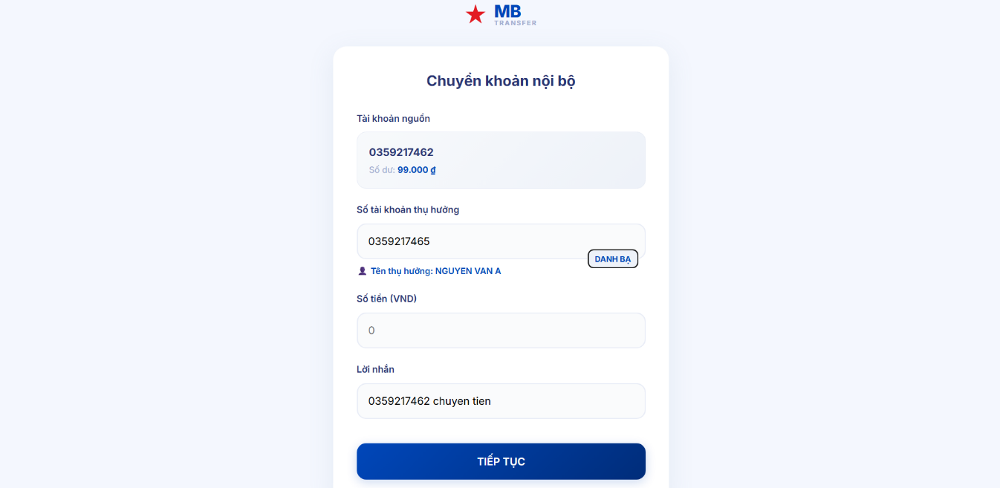 MB
TRANSFER
Chuyển khoản nội bộ
Tài khoản nguồn
0359217462
Số dư: 99.000 ₫
Số tài khoản thụ hưởng
0359217465
DANH BẠ
Tên thụ hưởng: NGUYEN VAN A
Số tiền (VND)
0
Lời nhắn
0359217462 chuyen tien
TIẾP TỤC